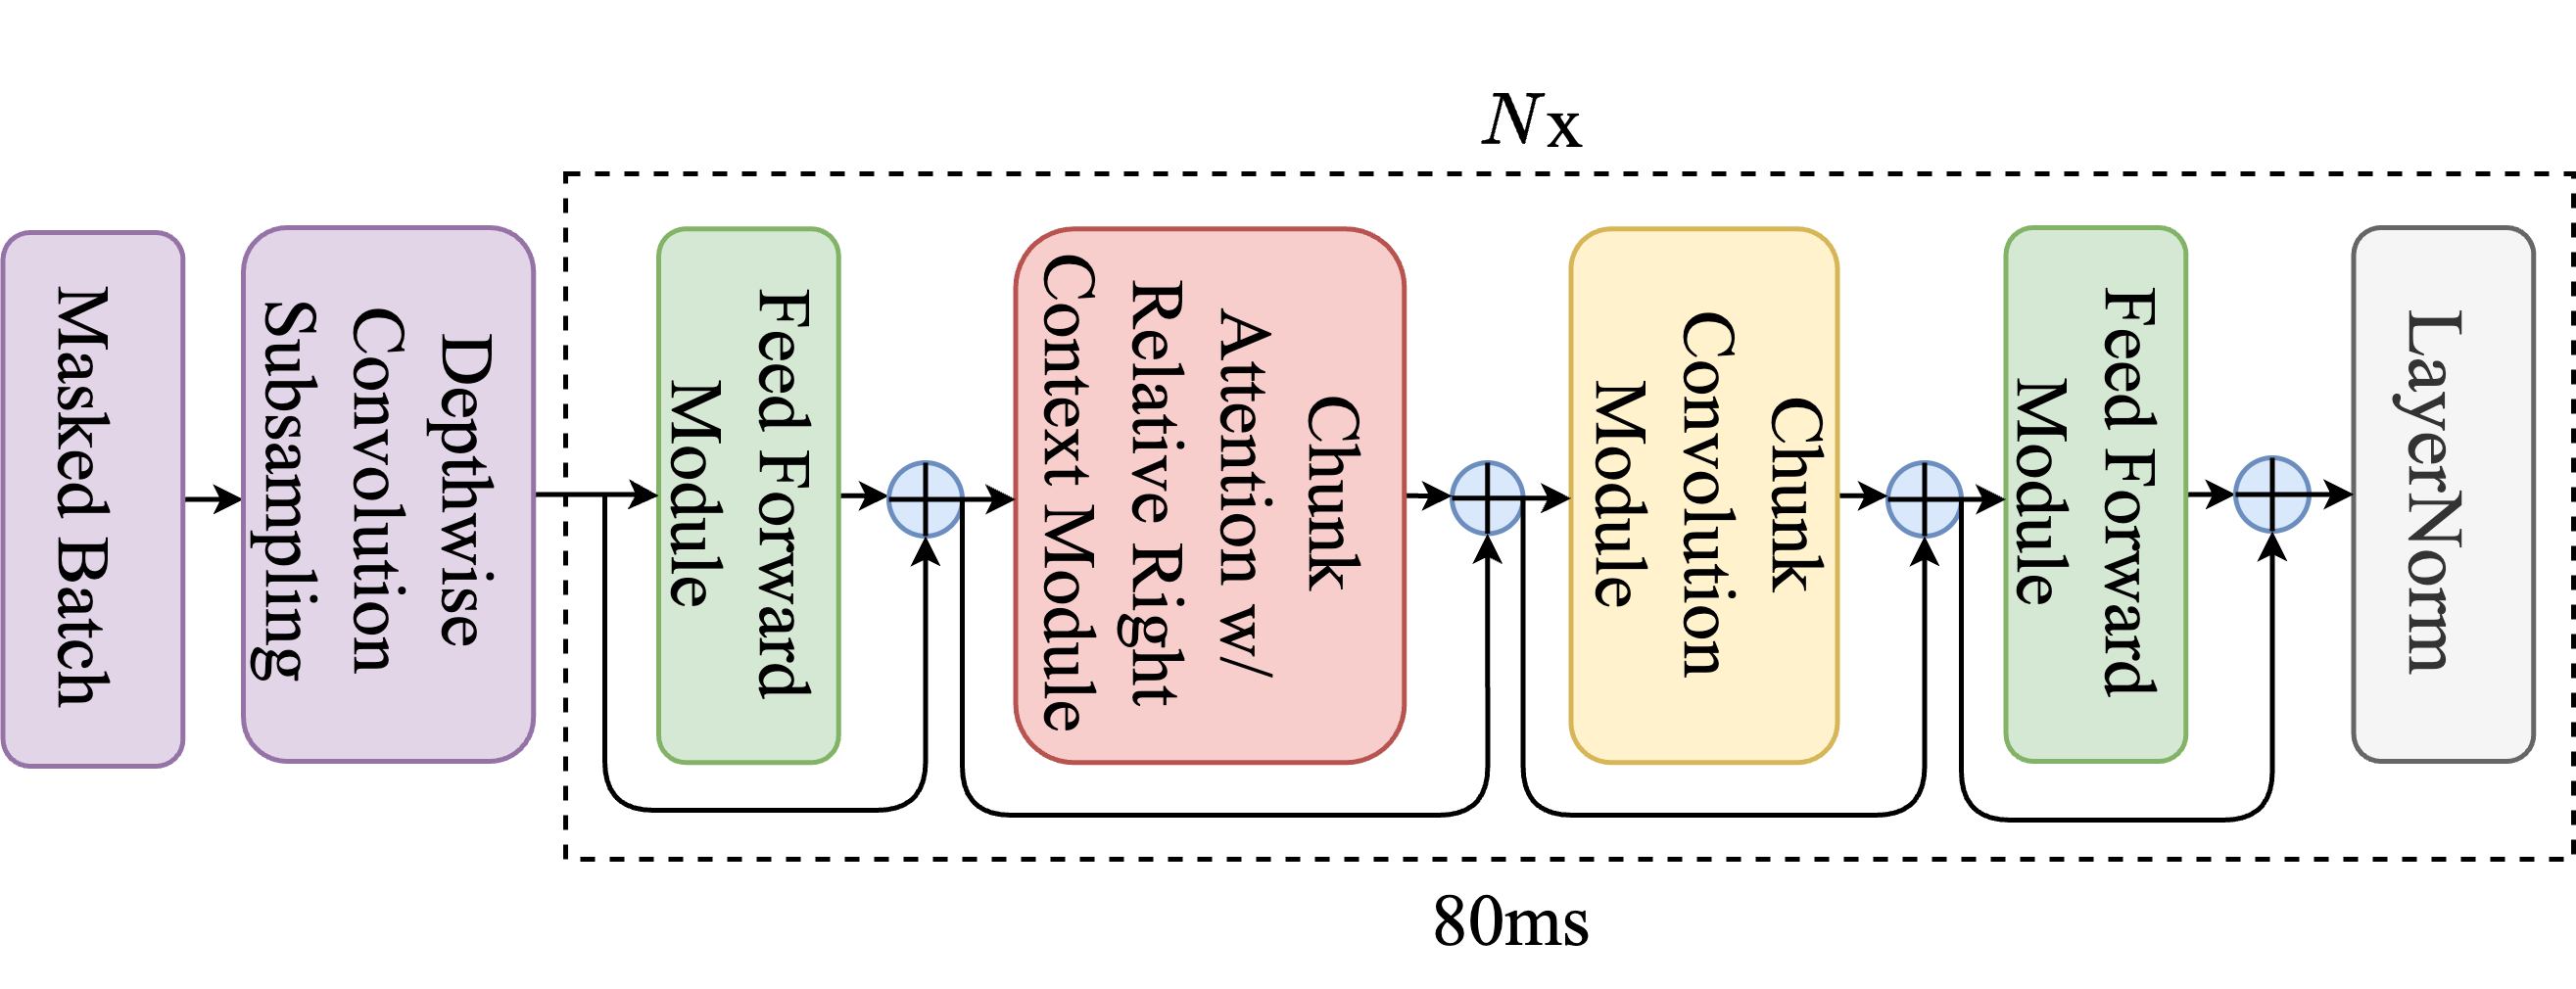 Nx
Masked Batch
Depthwise
Convolution
Subsampling
Feed Forward
Module
Chunk
Attention w/
Relative Right
Context Module
Chunk
Convolution
Module
Feed Forward
Module
LayerNorm
80ms